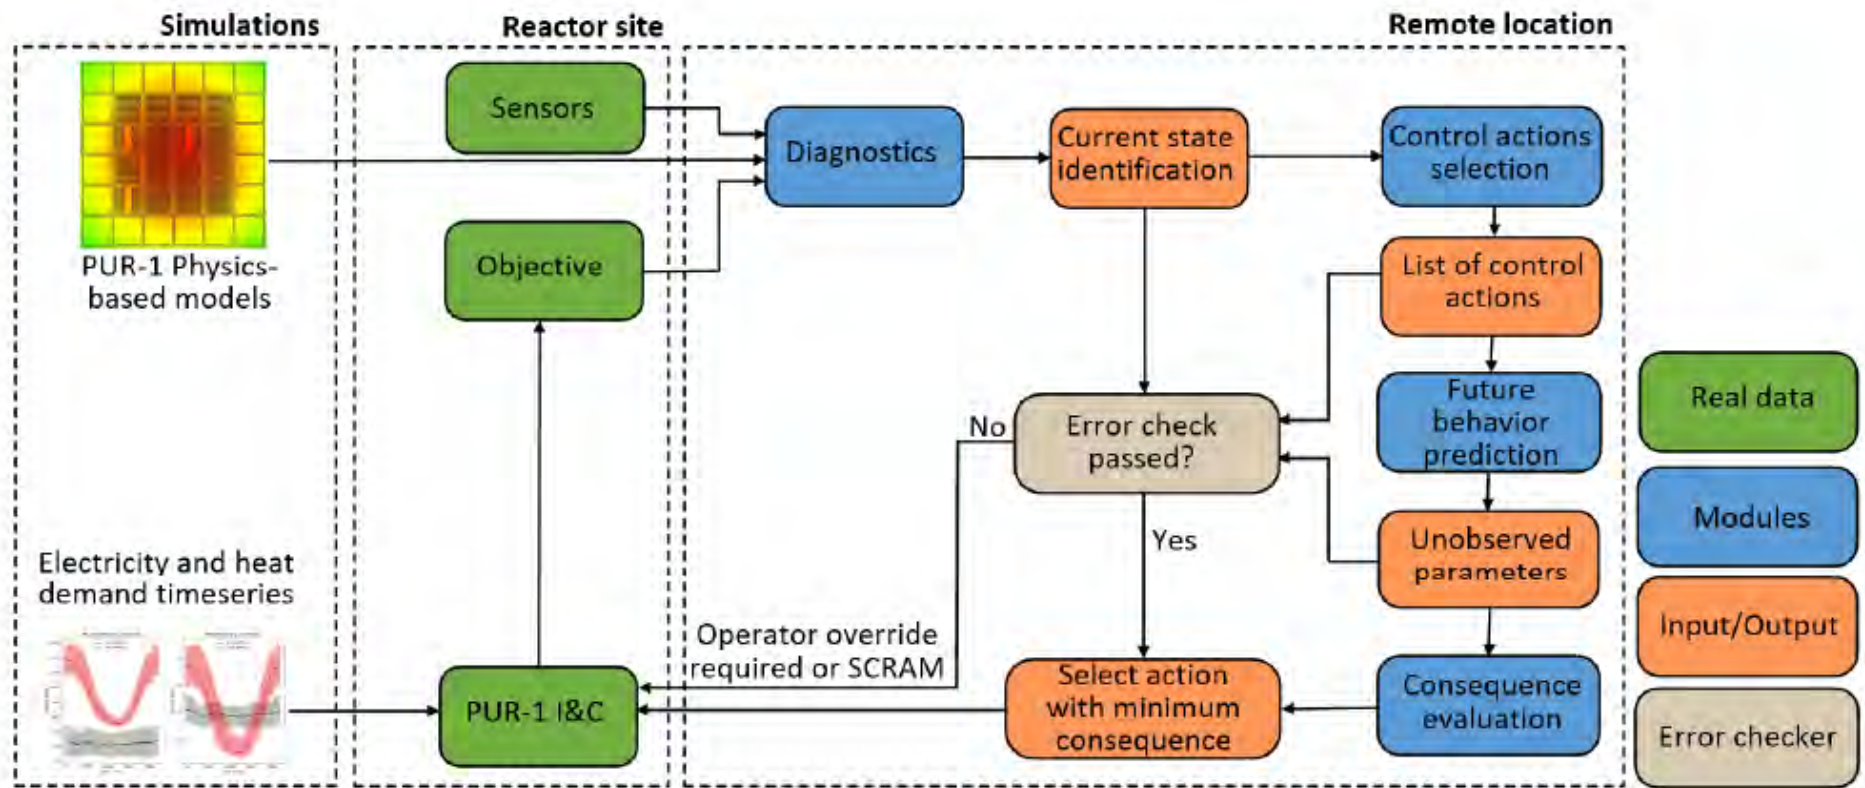 Simulations
Reactor site
Remote location
PUR-1 Physics-
based models
Electricity and heat
demand timeseries
Sensors
Objective
PUR-1 I&C
Diagnostics
Current state
identification
Control actions
selection
List of control
actions
Future
behavior
prediction
Unobserved
parameters
Consequence
evaluation
Error check
passed?
No
Yes
Operator override
required or SCRAM
Select action
with minimum
consequence
Real data
Modules
Input/Output
Error checker